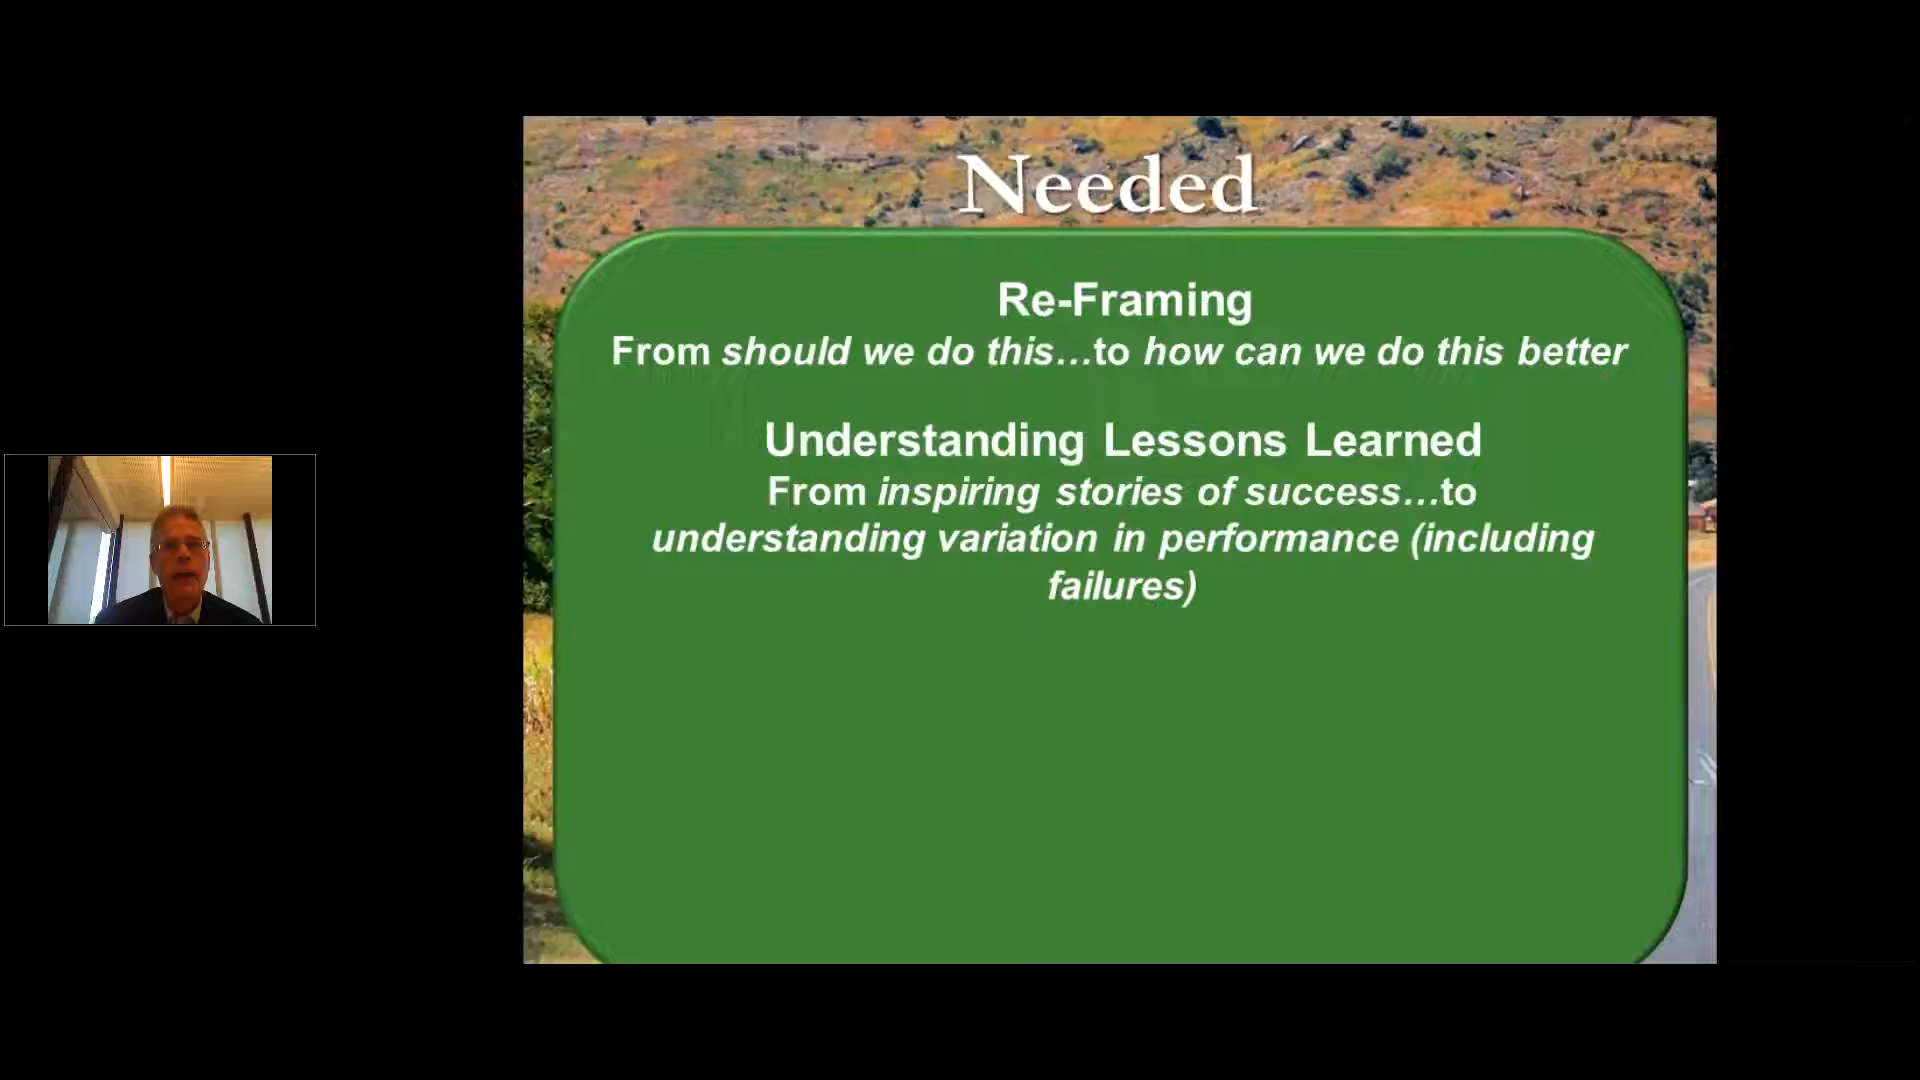 Needed
Re-Framing
From should we do this…to how can we do this better
Understanding Lessons Learned
From inspiring stories of success…to
understanding variation in performance (including
failures)